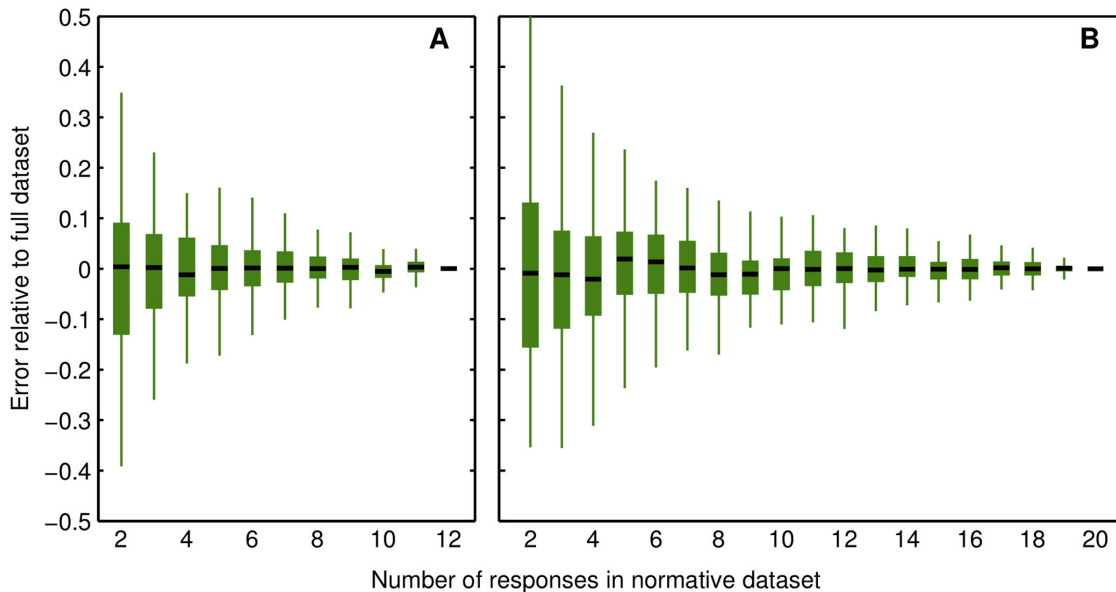 A
B
Error relative to full dataset
0.5
0.4
0.3
0.2
0.1
0
−0.1
−0.2
−0.3
−0.4
−0.5
2 4 6 8 10 12
2 4 6 8 10 12 14 16 18 20
Number of responses in normative dataset